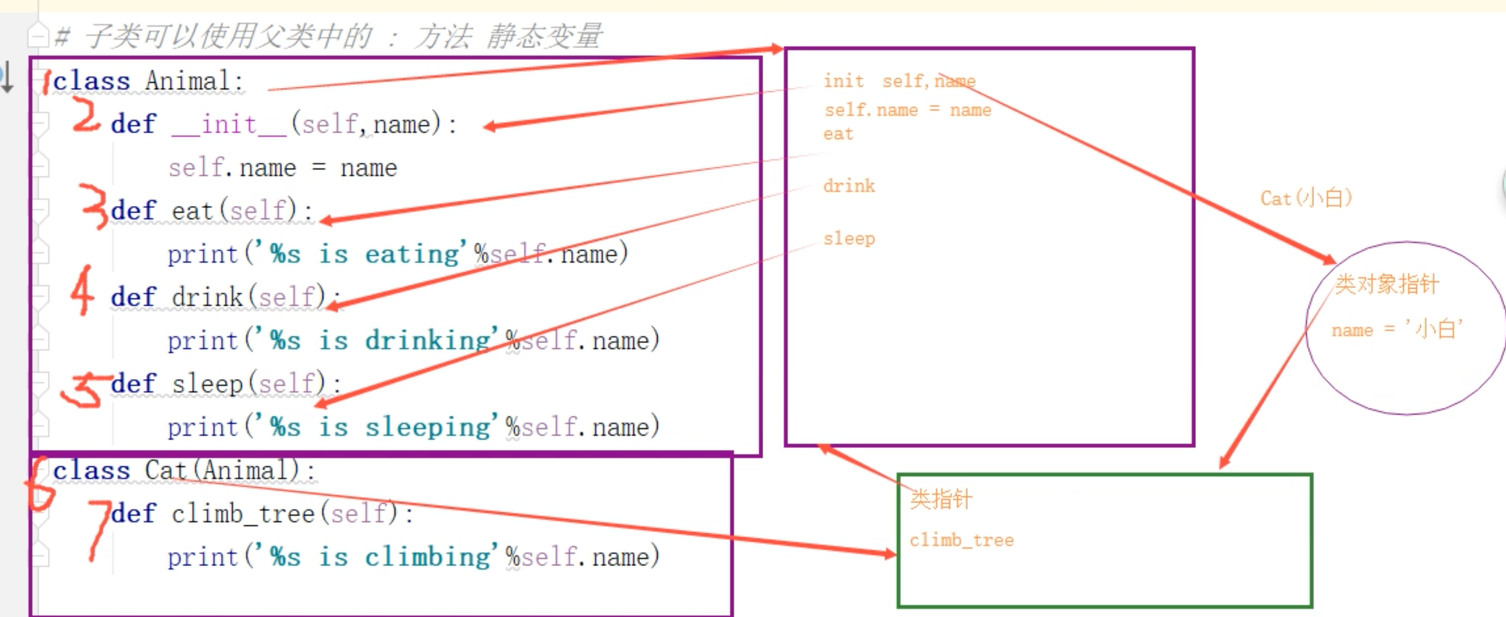 # 子类可以使用父类中的 : 方法 静态变量
1 class Animal:
2 def __init__(self,name):
self.name = name
3 def eat(self):
print('%s is eating'%self.name)
4 def drink(self):
print('%s is drinking'%self.name)
5 def sleep(self):
print('%s is sleeping'%self.name)
6 class Cat(Animal):
7 def climb_tree(self):
print('%s is climbing'%self.name)
init self,name
self.name = name
eat
drink
sleep
Cat(小白)
类对象指针
name = '小白'
类指针
climb_tree